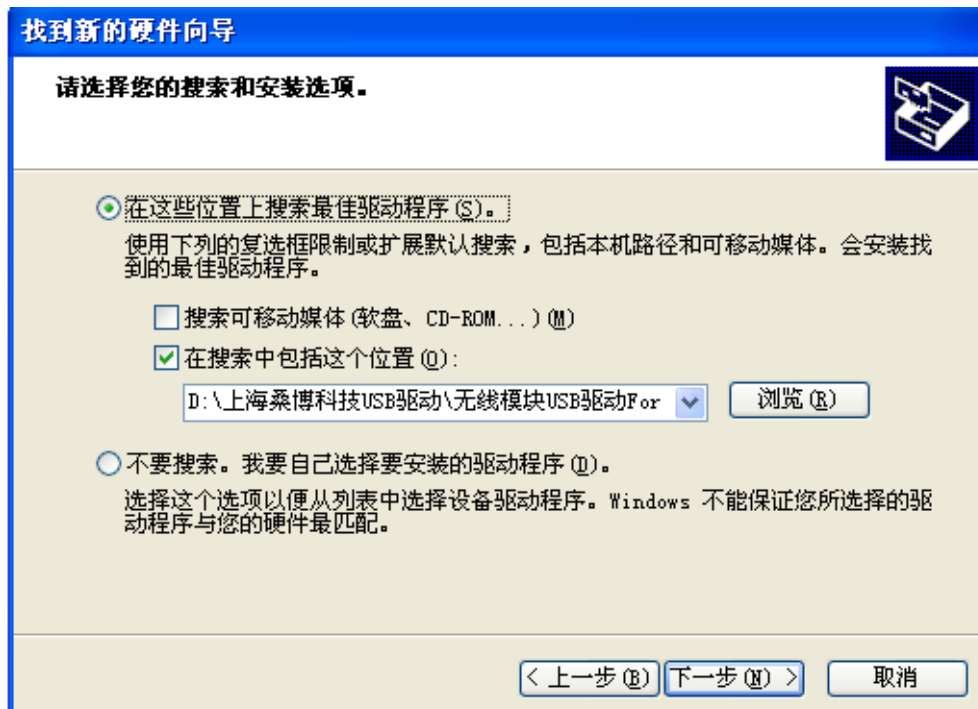 找到新的硬件向导
请选择您的搜索和安装选项。
在这些位置上搜索最佳驱动程序(S)。
使用下列的复选框限制或扩展默认搜索，包括本机路径和可移动媒体。会安装找
到的最佳驱动程序。
搜索可移动媒体(软盘、CD-ROM...)(M)
在搜索中包括这个位置(O):
D:\上海桑博科技USB驱动\无线模块USB驱动For
浏览(R)
不要搜索。我要自己选择要安装的驱动程序(D)。
选择这个选项以便从列表中选择设备驱动程序。Windows 不能保证您所选择的驱
动程序与您的硬件最匹配。
< 上一步(B) 下一步(N) > 取消